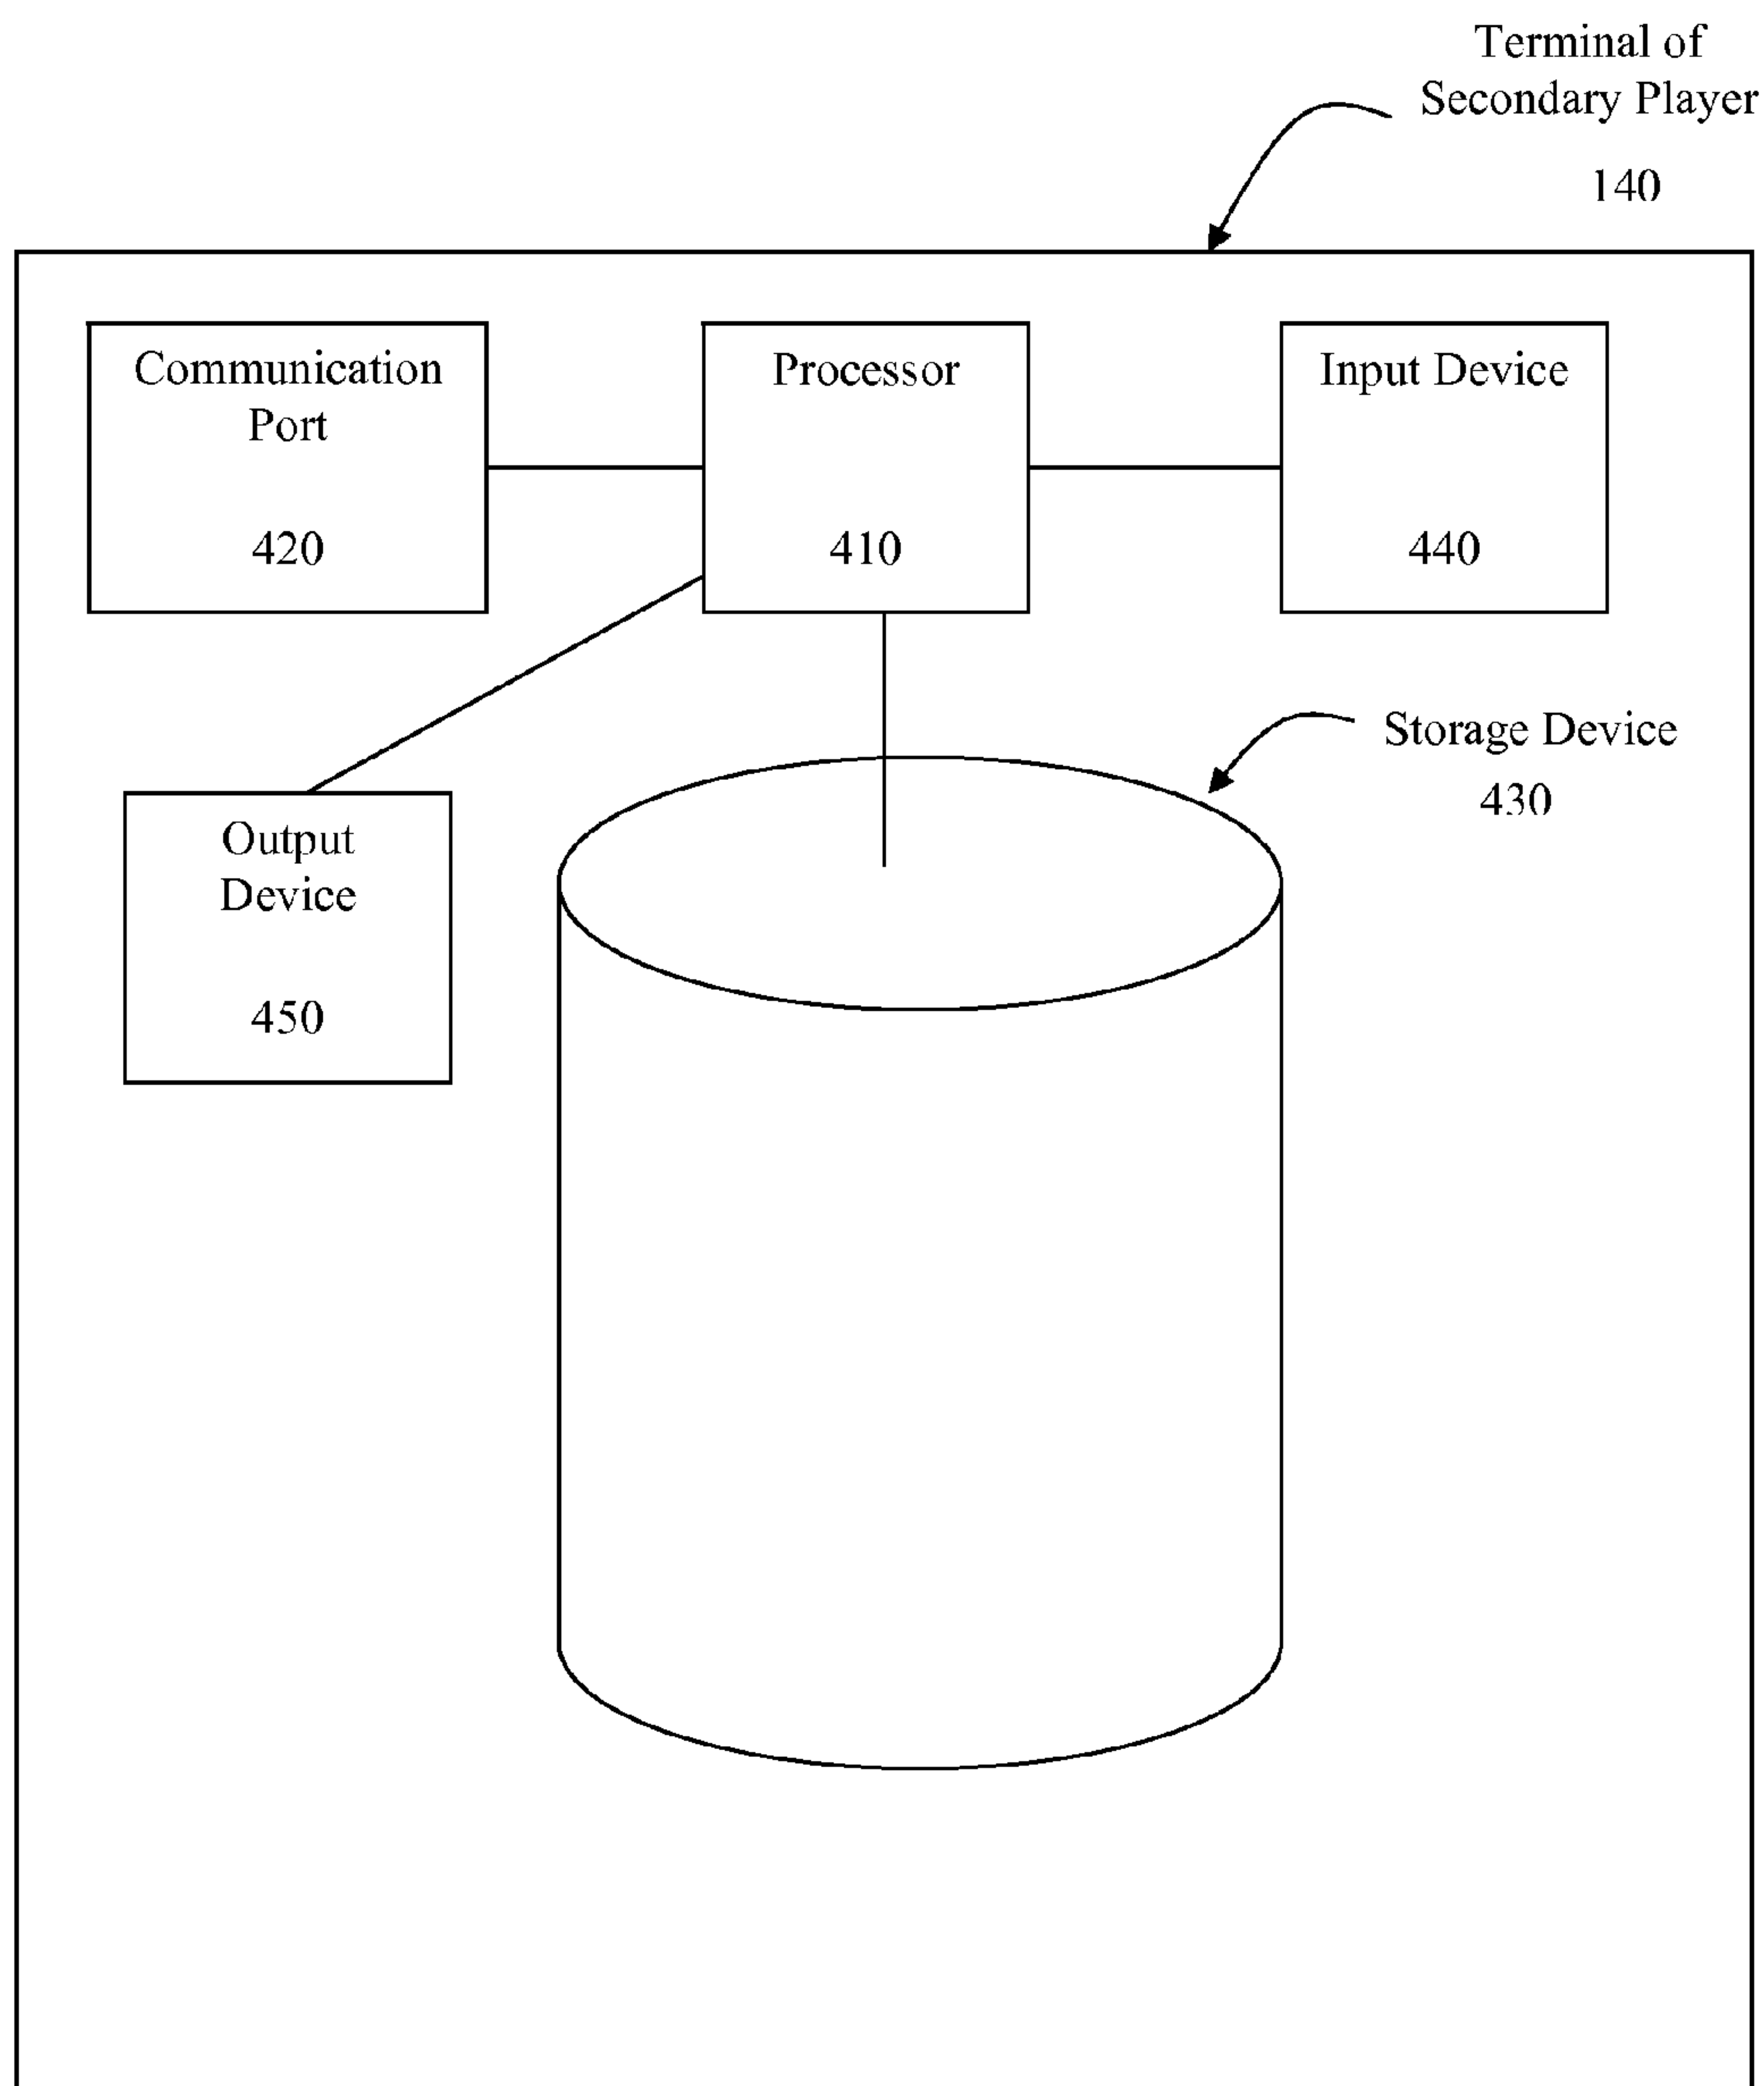 Terminal of
Secondary Player
140
Communication
Port
420
Processor
410
Input Device
440
Storage Device
430
Output
Device
450